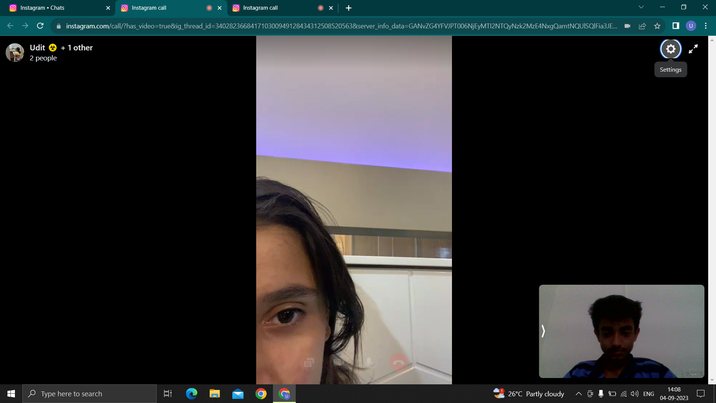 Instagram • Chats
Instagram call
Instagram call
instagram.com/call/?has_video=true&ig_thread_id=340282366841710300949128434312508520563&server_info_data=
Udit + 1 other
2 people
Settings
Type here to search
26°C Partly cloudy
ENG
14:08
04-09-2023
U